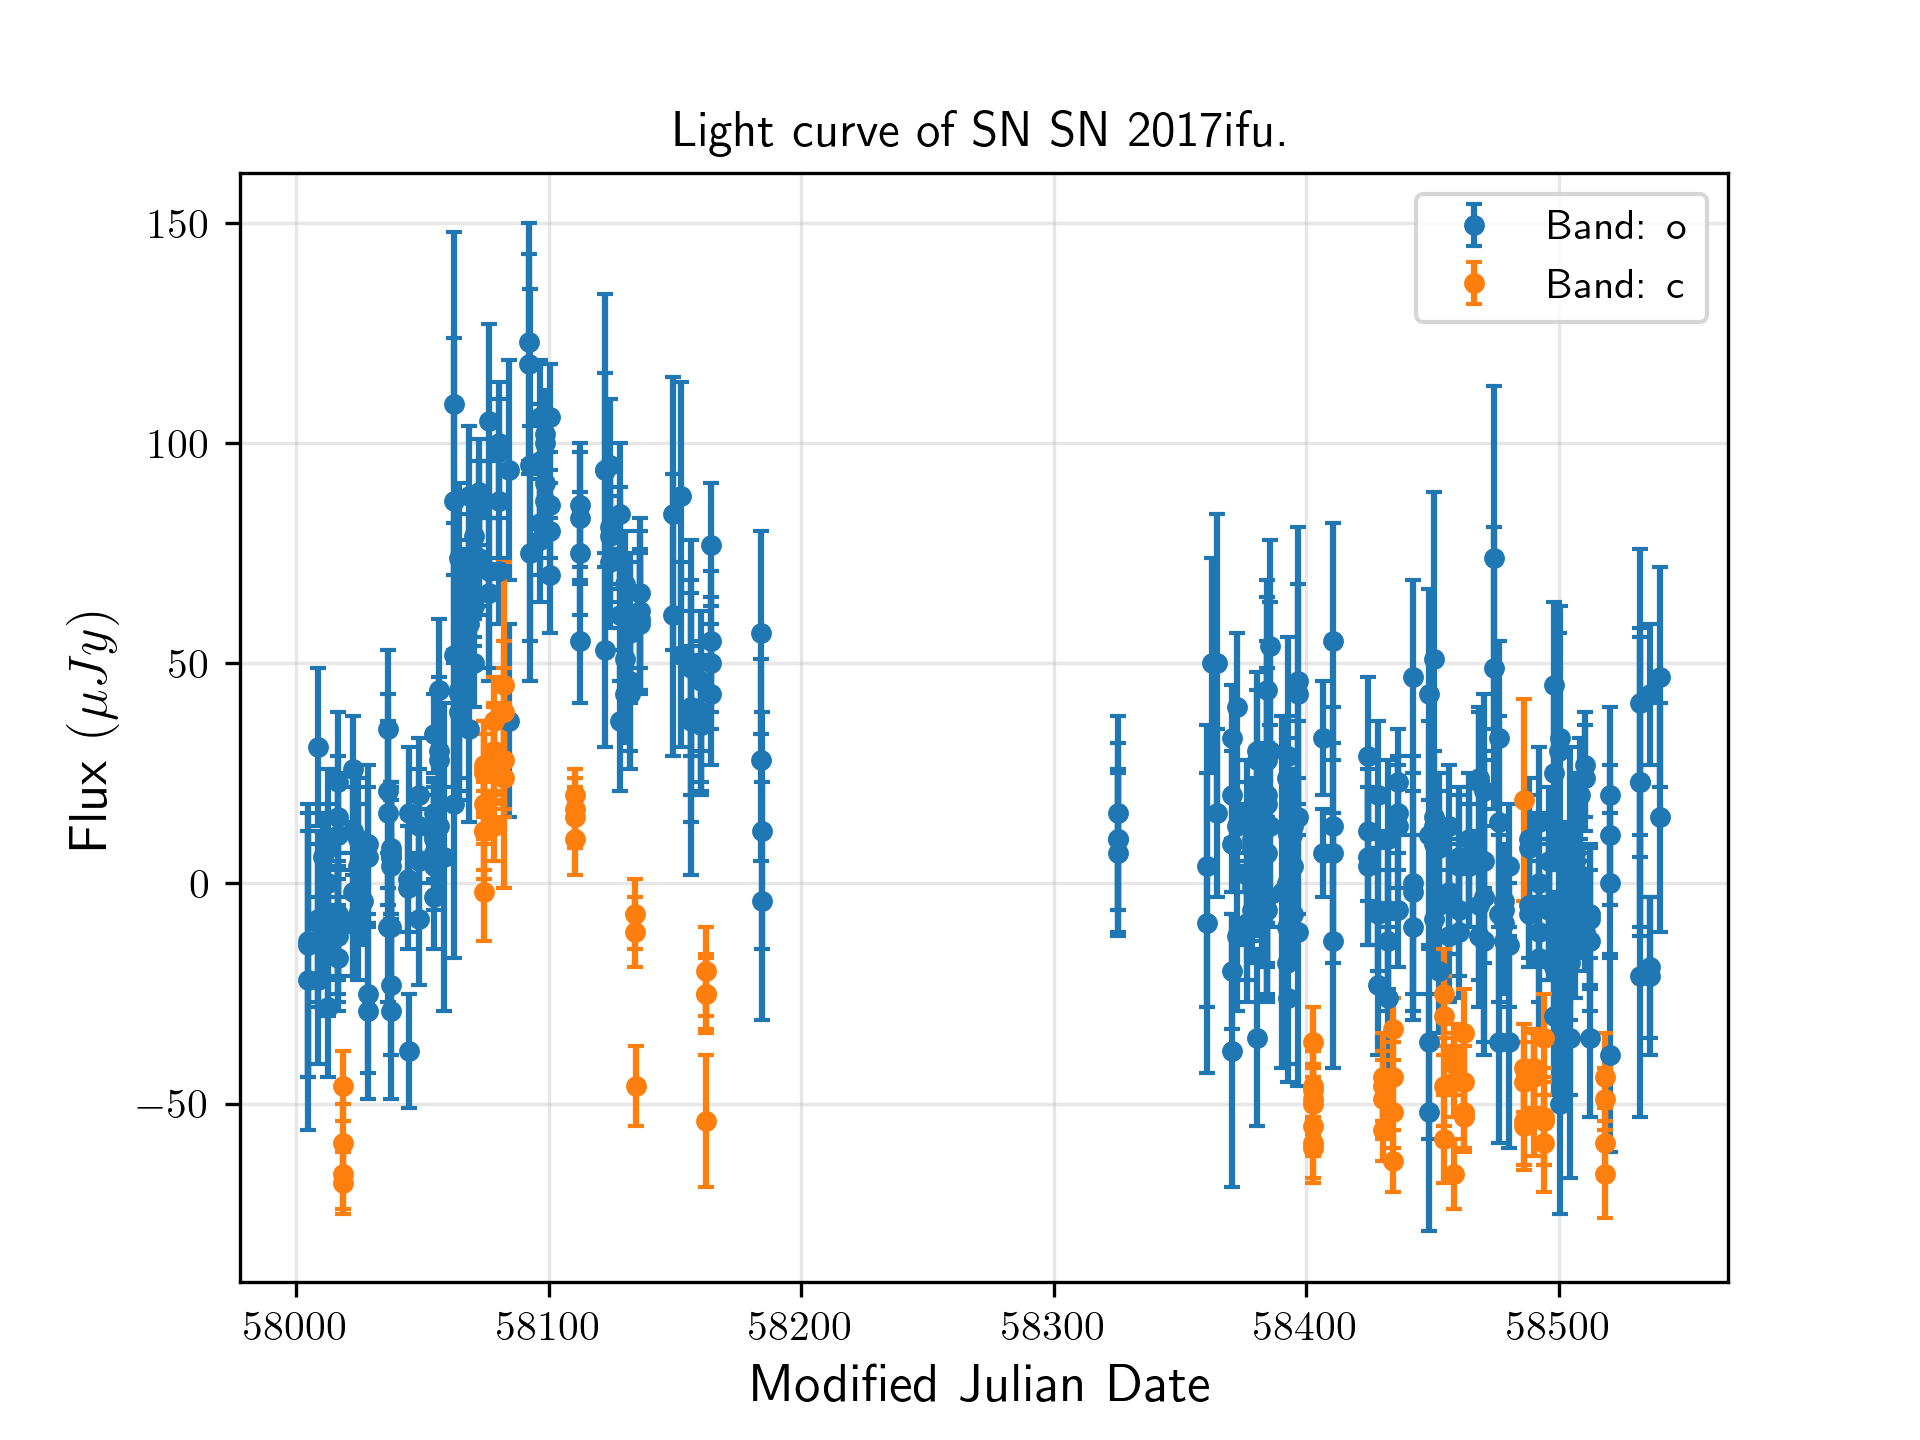 Light curve of SN SN 2017ifu.
Band: o
Band: c
150
100
50
0
−50
Flux (μJy)
58000 58100 58200 58300 58400 58500
Modified Julian Date